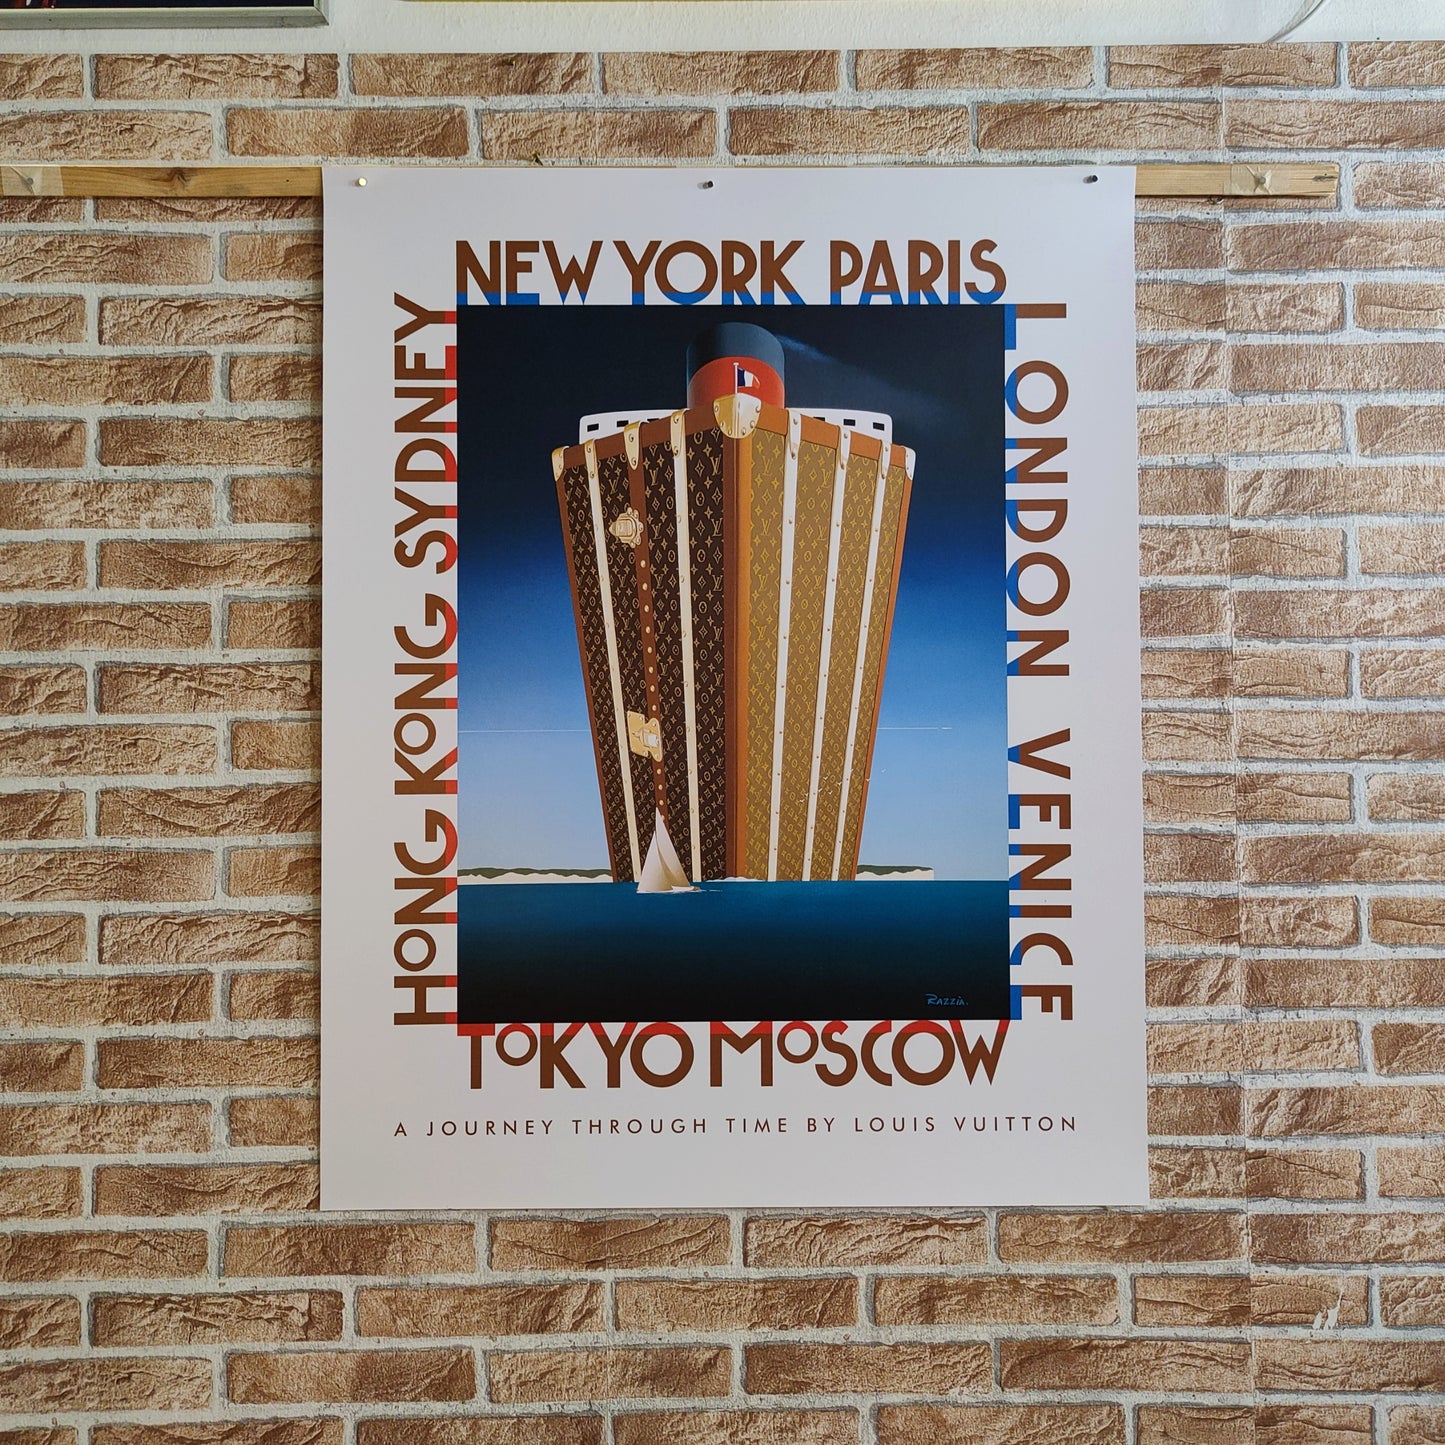 NEW YORK PARIS
LONDON VENICE
HONG KONG SYDNEY
RAZZIA.
TOKYO MOSCOW
A JOURNEY THROUGH TIME BY LOUIS VUITTON